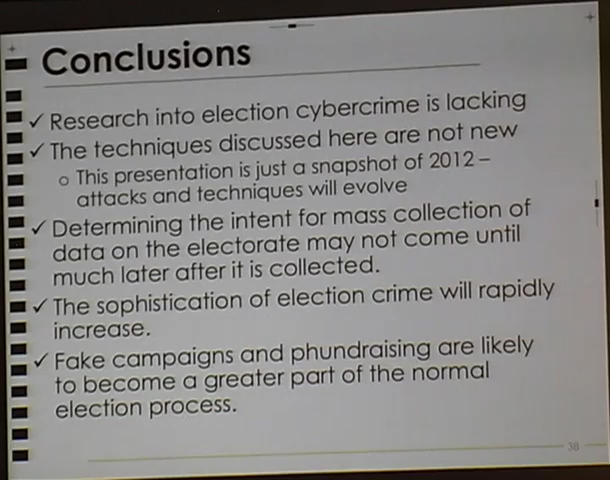 Conclusions
✓ Research into election cybercrime is lacking
✓ The techniques discussed here are not new
o This presentation is just a snapshot of 2012 –
attacks and techniques will evolve
✓ Determining the intent for mass collection of
data on the electorate may not come until
much later after it is collected.
✓ The sophistication of election crime will rapidly
increase.
✓ Fake campaigns and phundraising are likely
to become a greater part of the normal
election process.
38